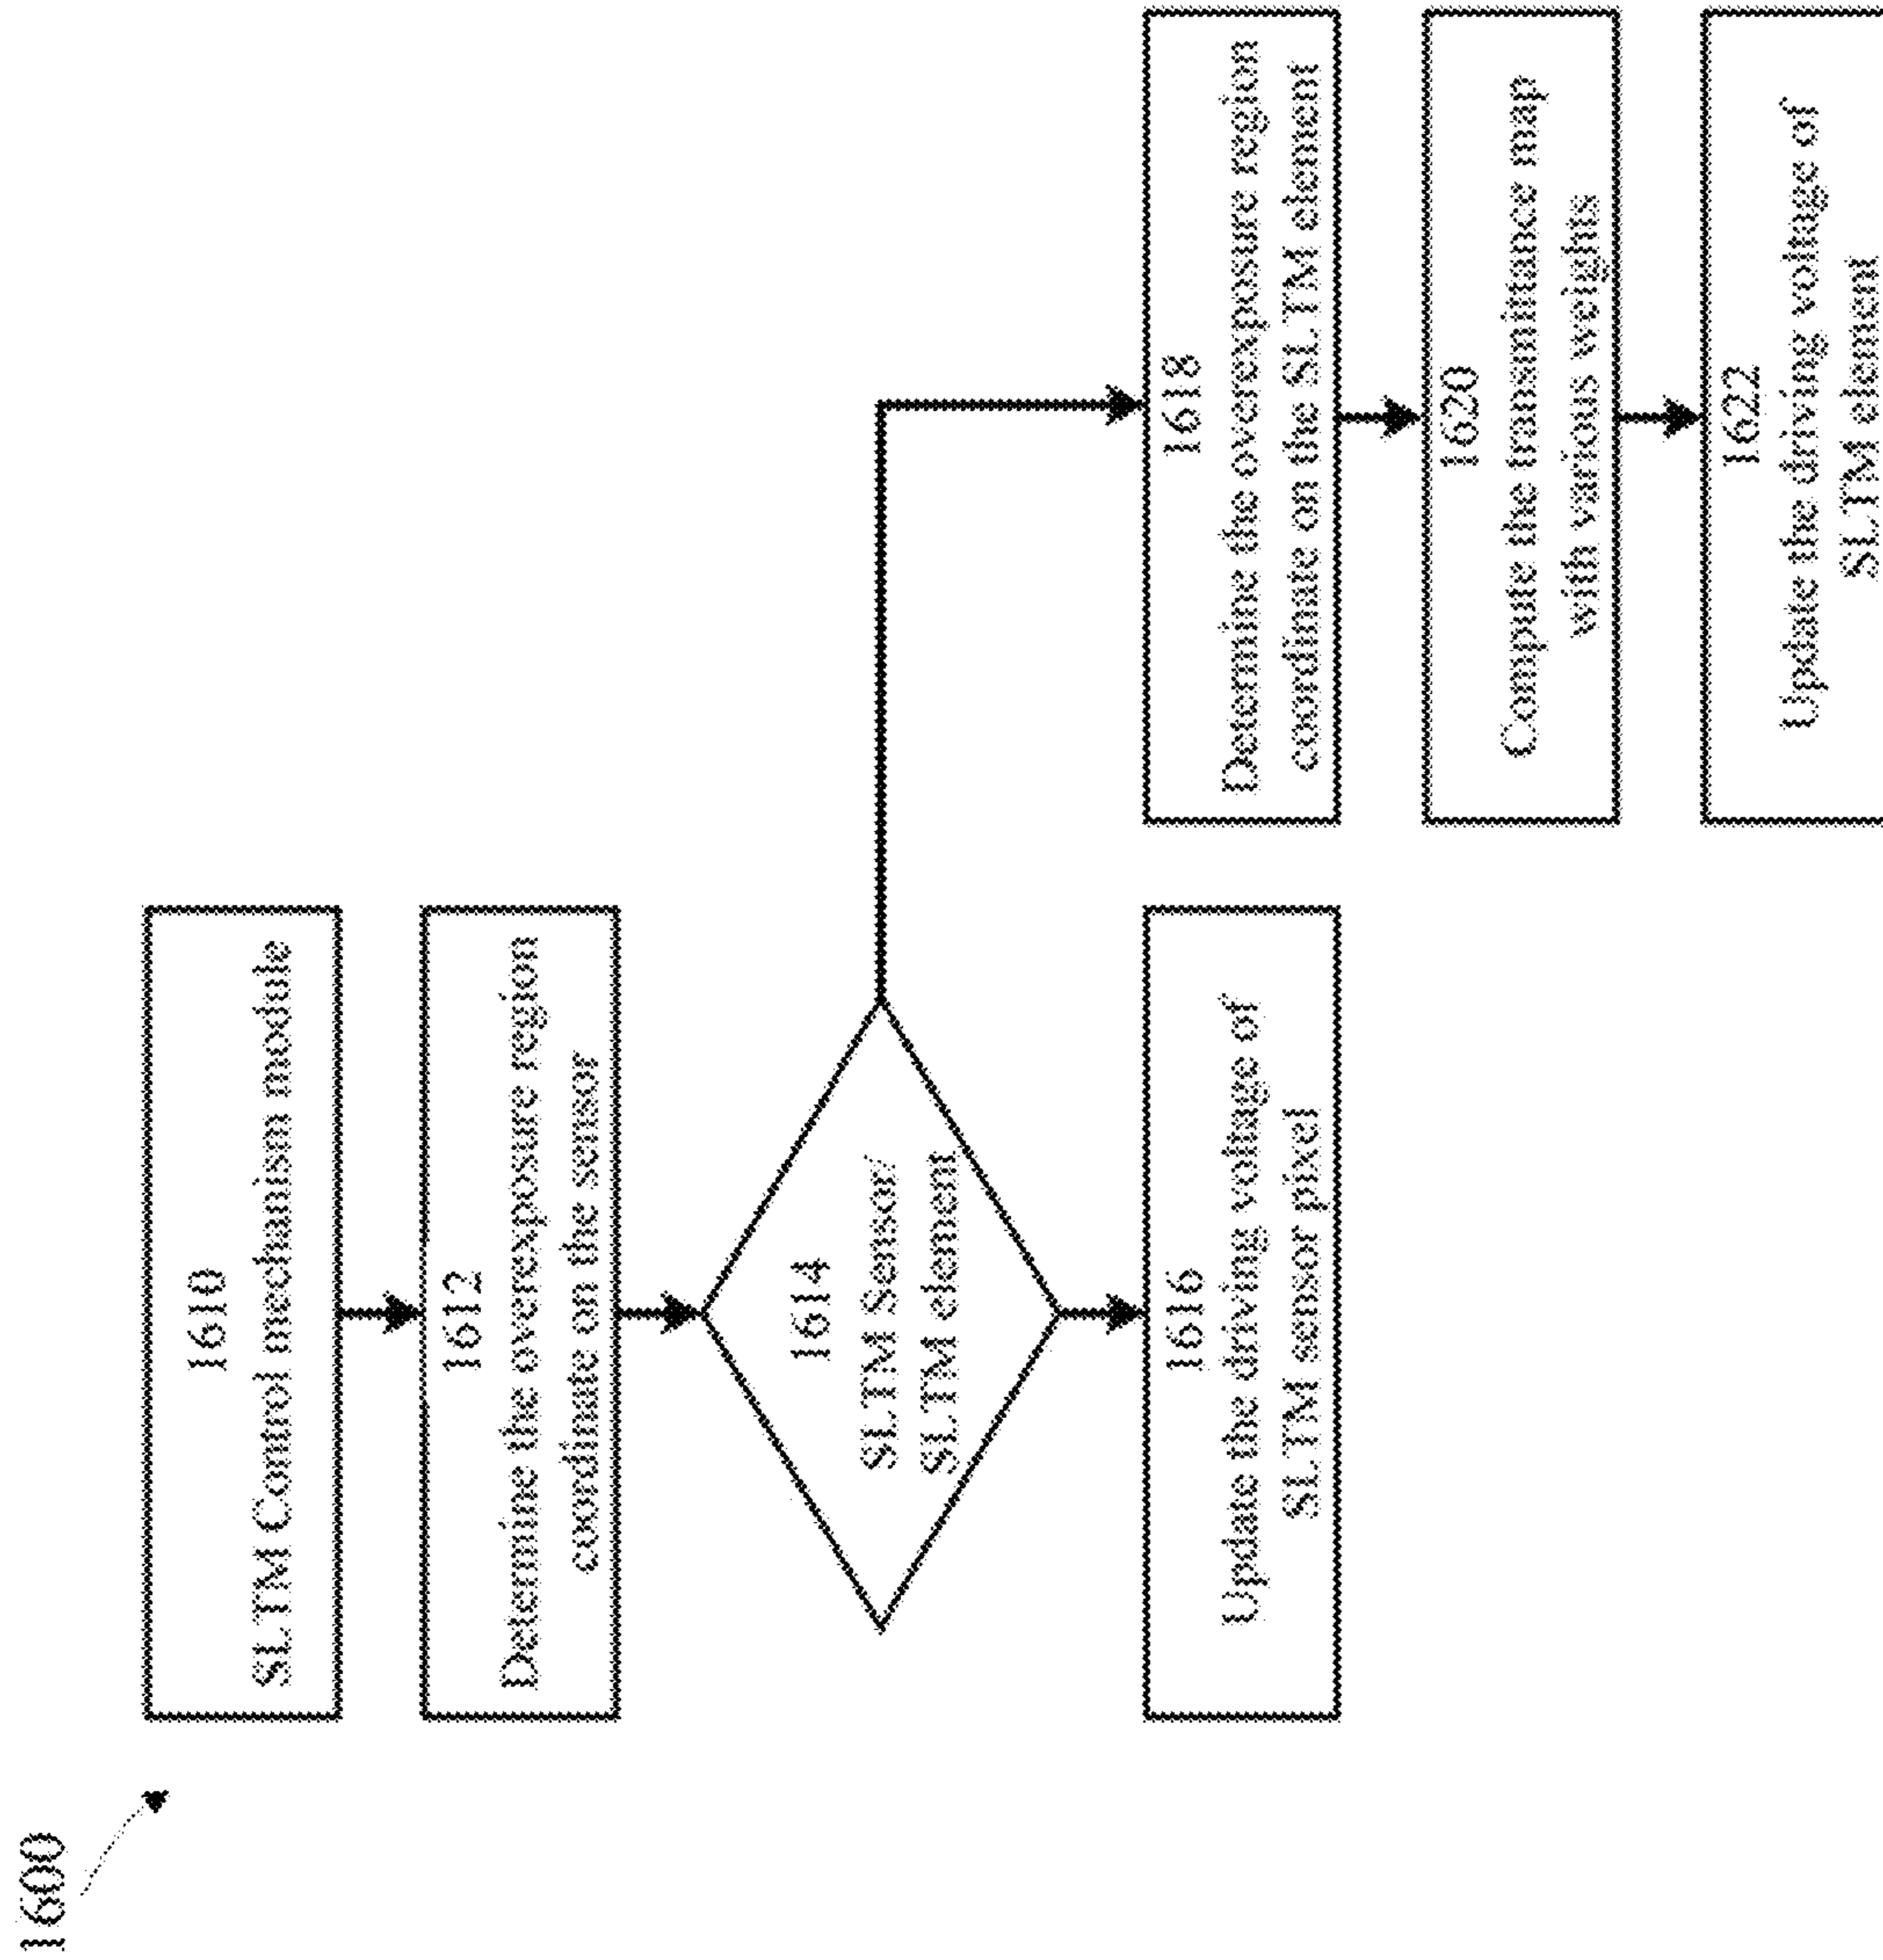 1600
1610
SLTM Control mechanism module
1612
Determine the overexposure region
coordinate on the sensor
1614
SLTM Sensor/
SLTM element
1616
Update the driving voltage of
SLTM sensor pixel
1618
Determine the overexposure region
coordinate on the SLTM element
1620
Compute the transmittance map
with various weights
1622
Update the driving voltage of
SLTM element